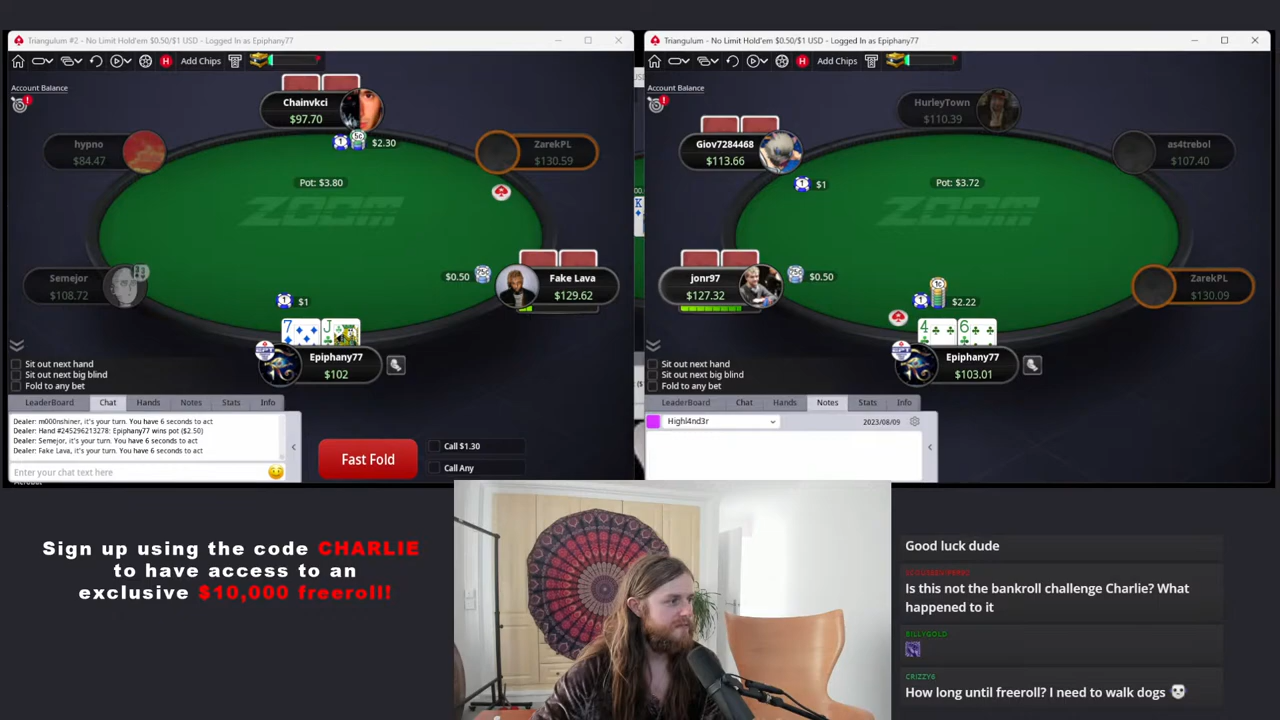 Triangulum #2 - No Limit Hold'em $0.50/$1 USD - Logged In as Epiphany77
Add Chips
Account Balance
Chainvkci
$97.70
hypno
$84.47
ZarekPL
$130.59
$2.30
Pot: $3.80
ZOOM
Semejor
$108.72
$0.50
Fake Lava
$129.62
$1
7 J
Epiphany77
$102
Sit out next hand
Sit out next big blind
Fold to any bet
LeaderBoard Chat Hands Notes Stats Info
Dealer: m000nshiner, it's your turn. You have 6 seconds to act
Dealer: Hand #245296213278: Epiphany77 wins pot ($2.50)
Dealer: Semejor, it's your turn. You have 6 seconds to act
Dealer: Fake Lava, it's your turn. You have 6 seconds to act
Enter your chat text here
Fast Fold
Call $1.30
Call Any
Triangulum - No Limit Hold'em $0.50/$1 USD - Logged In as Epiphany77
Add Chips
Account Balance
HurleyTown
$110.39
Giov7284468
$113.66
as4trebol
$107.40
$1
Pot: $3.72
ZOOM
jonr97
$127.32
$0.50
ZarekPL
$130.09
$2.22
4 6
Epiphany77
$103.01
Sit out next hand
Sit out next big blind
Fold to any bet
LeaderBoard Chat Hands Notes Stats Info
Highl4nd3r
2023/08/09
Sign up using the code CHARLIE
to have access to an
exclusive $10,000 freeroll!
Good luck dude
Is this not the bankroll challenge Charlie? What
happened to it
BILLYGOLD
CRIZZY6
How long until freeroll? I need to walk dogs